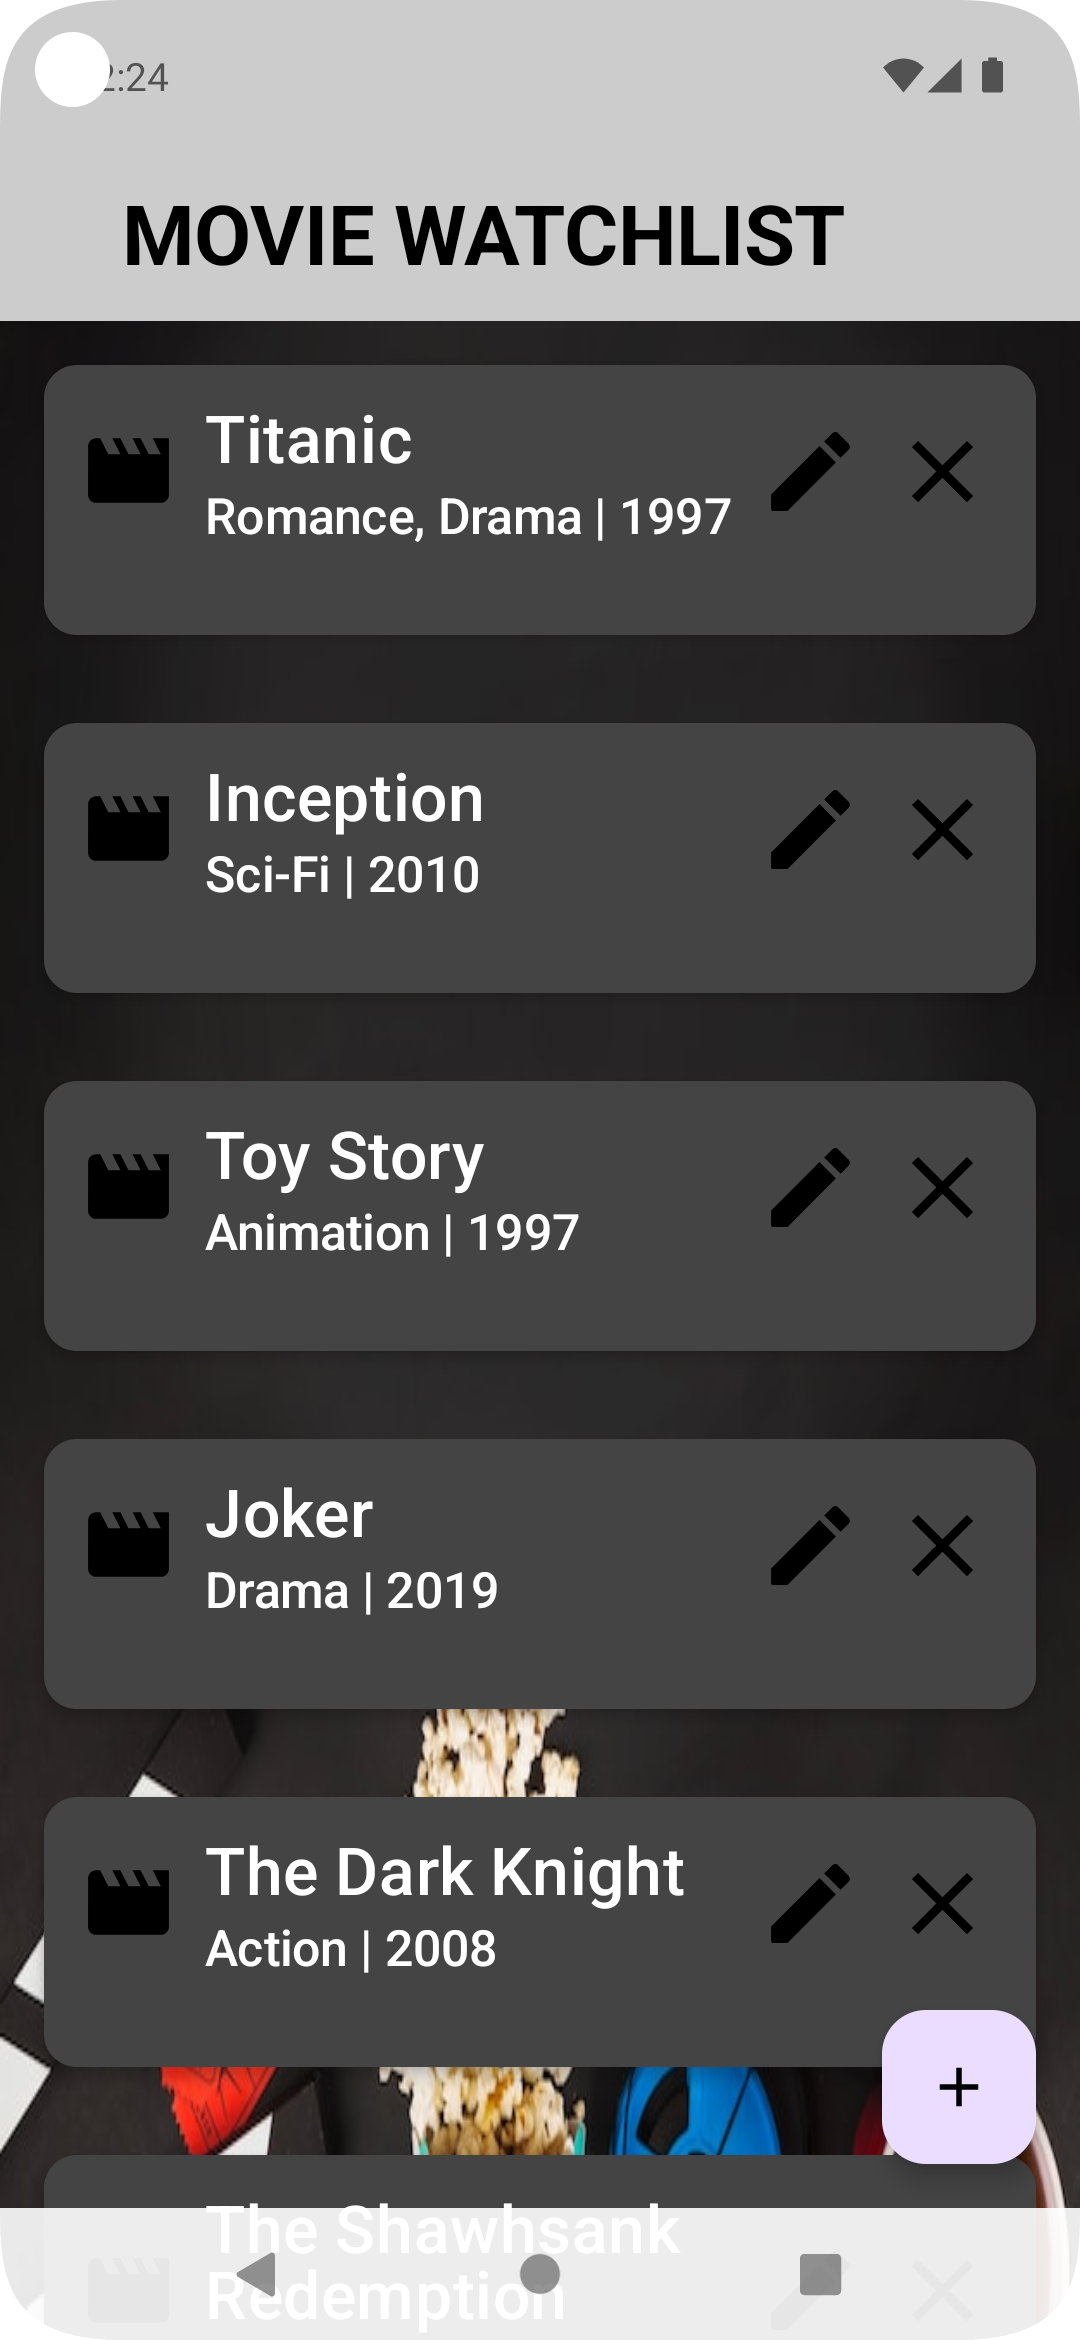 2:24
MOVIE WATCHLIST
Titanic
Romance, Drama | 1997
Inception
Sci-Fi | 2010
Toy Story
Animation | 1997
Joker
Drama | 2019
The Dark Knight
Action | 2008
The Shawhsank
Redemption